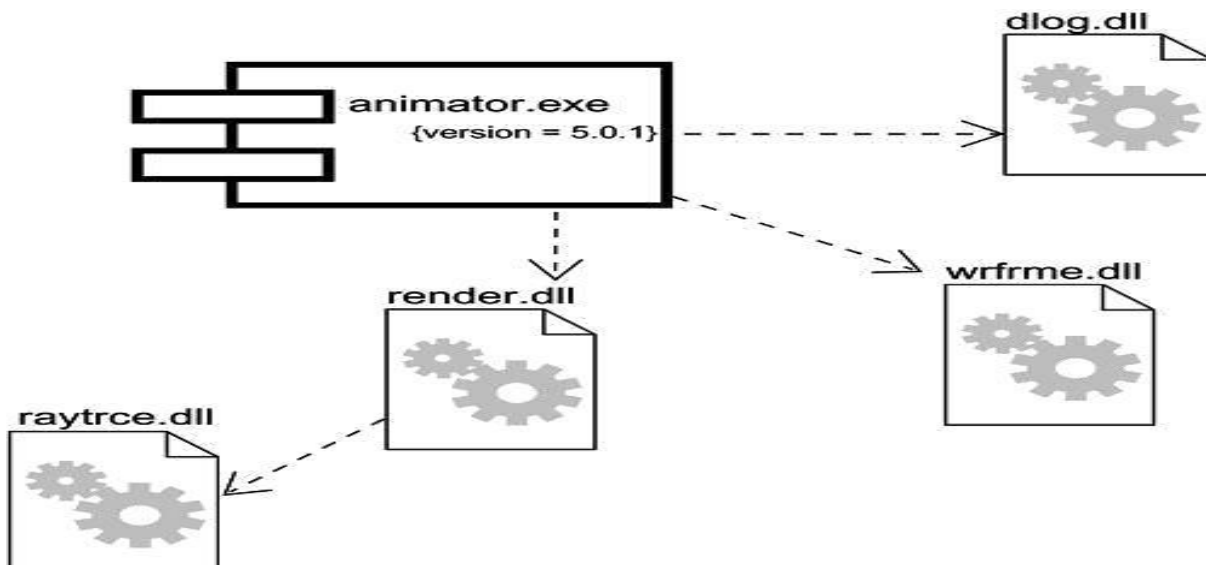 dlog.dll
animator.exe
{version = 5.0.1}
wrfrme.dll
render.dll
raytrce.dll